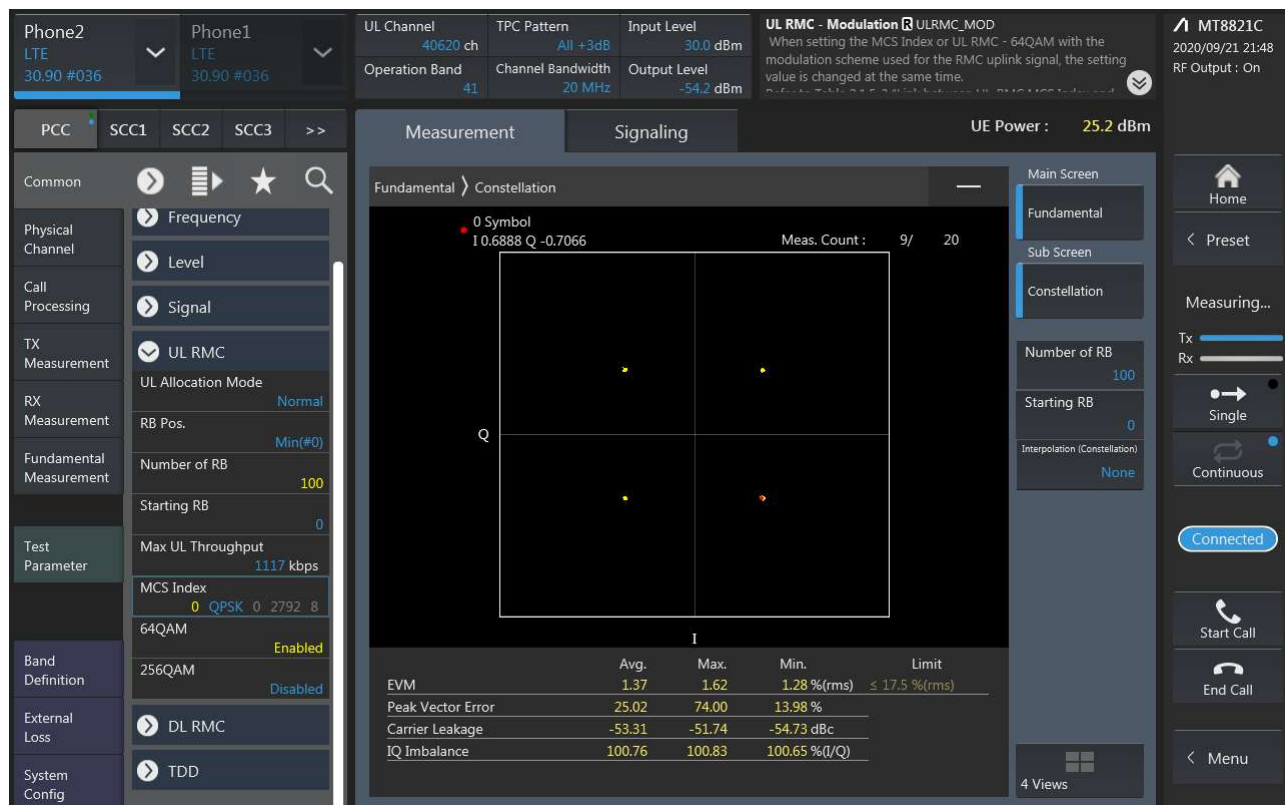 Phone2
LTE
30.90 #036
Phone1
LTE
30.90 #036
UL Channel
40620 ch
TPC Pattern
All +3dB
Input Level
30.0 dBm
Operation Band
41
Channel Bandwidth
20 MHz
Output Level
-54.2 dBm
UL RMC - Modulation R ULRMC_MOD
When setting the MCS Index or UL RMC - 64QAM with the
modulation scheme used for the RMC uplink signal, the setting
value is changed at the same time.
MT8821C
2020/09/21 21:48
RF Output : On
PCC
SCC1
SCC2
SCC3
>>
Measurement
Signaling
UE Power : 25.2 dBm
Common
Physical
Channel
Call
Processing
TX
Measurement
RX
Measurement
Fundamental
Measurement
Test
Parameter
Band
Definition
External
Loss
System
Config
Frequency
Level
Signal
UL RMC
UL Allocation Mode
Normal
RB Pos.
Min(#0)
Number of RB
100
Starting RB
0
Max UL Throughput
1117 kbps
MCS Index
0 QPSK 0 2792 8
64QAM
Enabled
256QAM
Disabled
DL RMC
TDD
Fundamental 〉 Constellation
0 Symbol
I 0.6888 Q -0.7066
Meas. Count : 9/ 20
Q
I
Avg. Max. Min. Limit
EVM 1.37 1.62 1.28 %(rms) ≤ 17.5 %(rms)
Peak Vector Error 25.02 74.00 13.98 %
Carrier Leakage -53.31 -51.74 -54.73 dBc
IQ Imbalance 100.76 100.83 100.65 %(I/Q)
Main Screen
Fundamental
Sub Screen
Constellation
Number of RB
100
Starting RB
0
Interpolation (Constellation)
None
4 Views
Home
< Preset
Measuring...
Tx
Rx
Single
Continuous
Connected
Start Call
End Call
< Menu